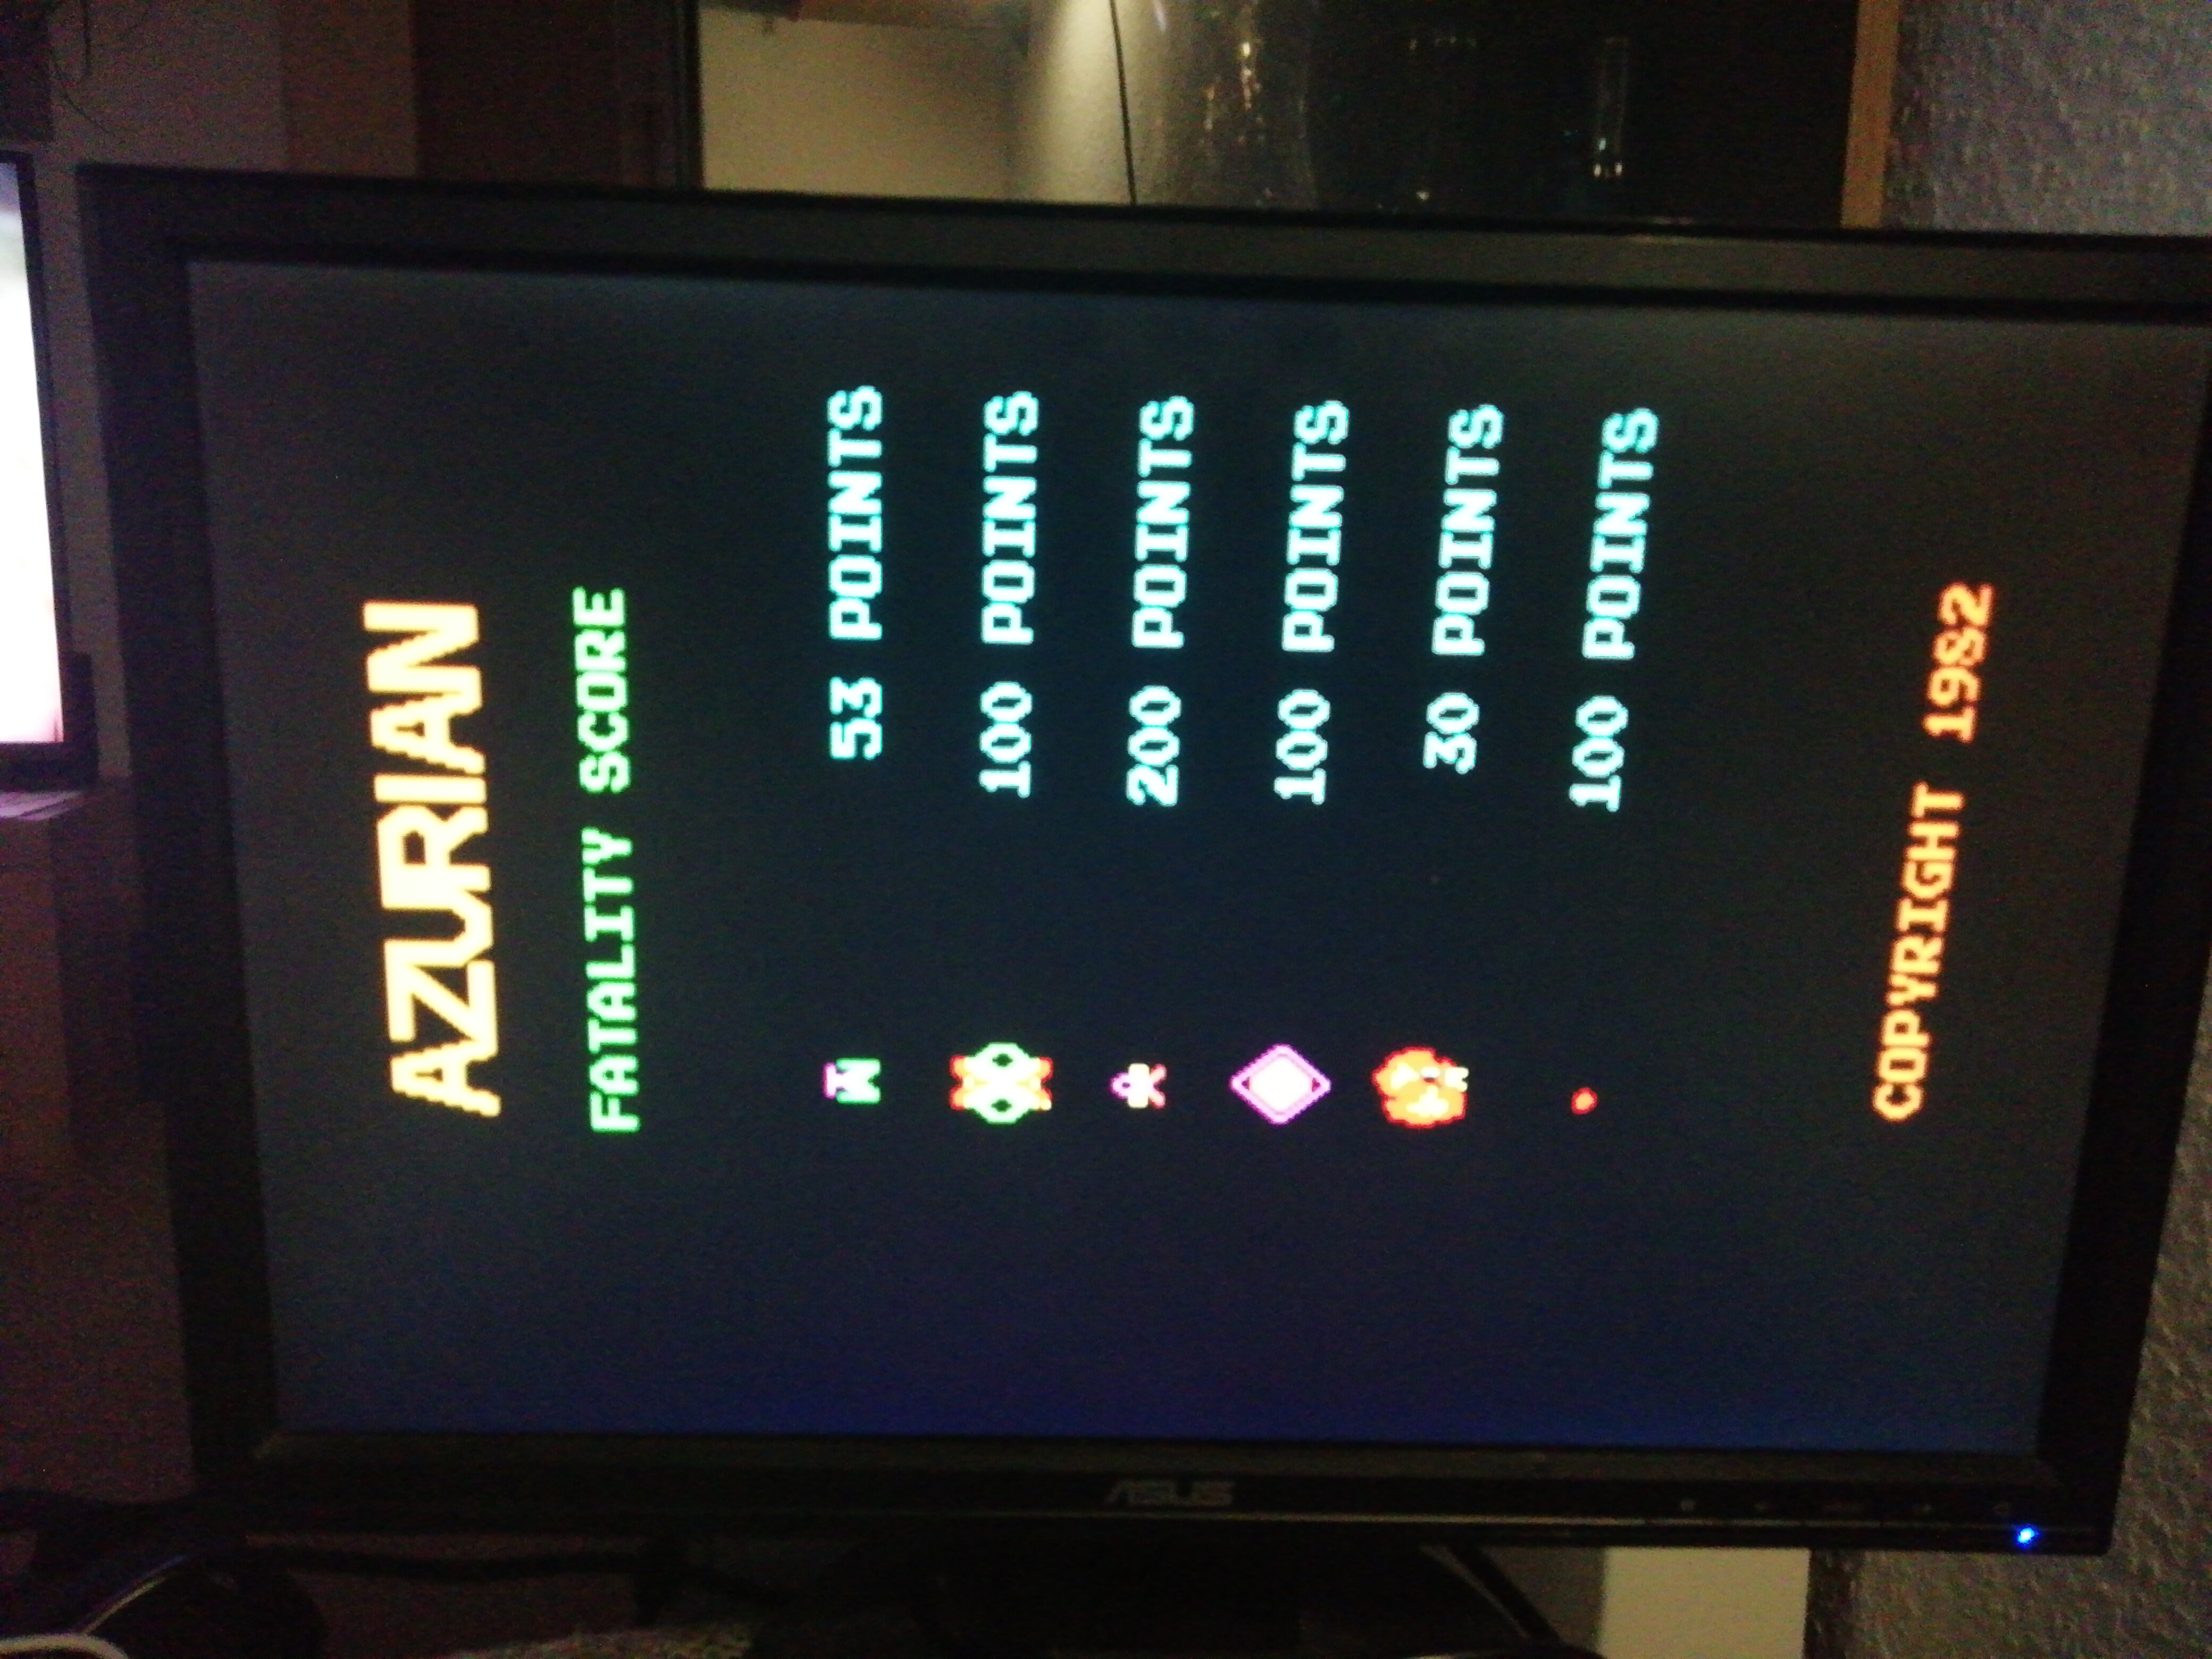 AZURIAN
FATALITY SCORE
53 POINTS
100 POINTS
200 POINTS
100 POINTS
30 POINTS
100 POINTS
COPYRIGHT 1982
ASUS